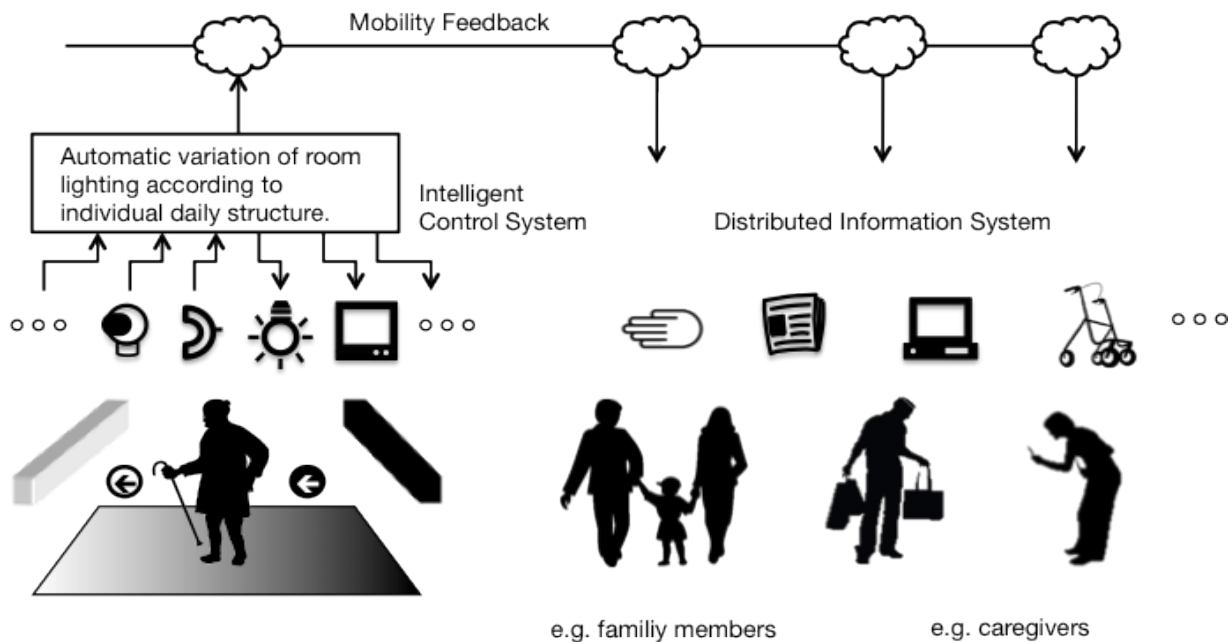 Mobility Feedback
Automatic variation of room
lighting according to
individual daily structure.
Intelligent
Control System
Distributed Information System
e.g. familiy members
e.g. caregivers